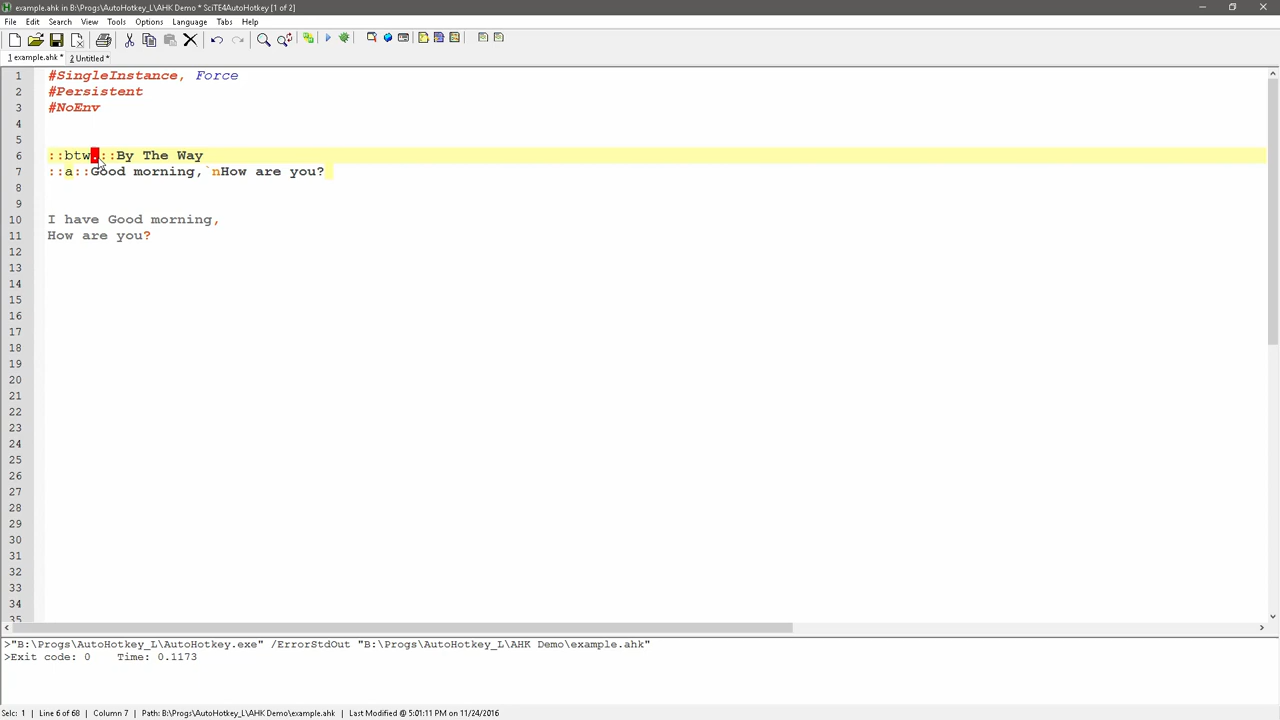 example.ahk in B:\Progs\AutoHotkey_L\AHK Demo * SciTE4AutoHotkey [1 of 2]
File Edit Search View Tools Options Language Tabs Help
1 example.ahk * 2 Untitled *
1 #SingleInstance, Force
2 #Persistent
3 #NoEnv
4
5
6 ::btw.::By The Way
7 ::a::Good morning,`nHow are you?
8
9
10 I have Good morning,
11 How are you?
12
13
14
15
16
17
18
19
20
21
22
23
24
25
26
27
28
29
30
31
32
33
34
35
>"B:\Progs\AutoHotkey_L\AutoHotkey.exe" /ErrorStdOut "B:\Progs\AutoHotkey_L\AHK Demo\example.ahk"
>Exit code: 0 Time: 0.1173
Selc: 1 | Line 6 of 68 | Column 7 | Path: B:\Progs\AutoHotkey_L\AHK Demo\example.ahk | Last Modified @ 5:01:11 PM on 11/24/2016